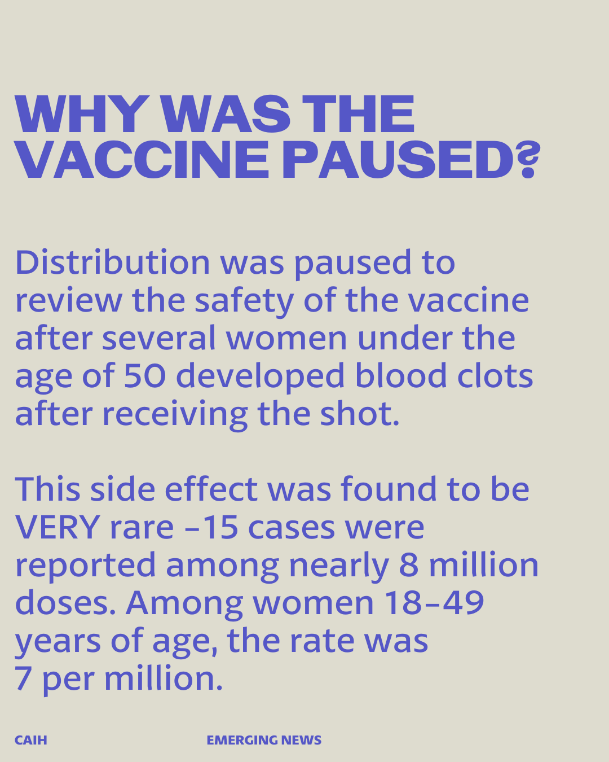 WHY WAS THE
VACCINE PAUSED?
Distribution was paused to
review the safety of the vaccine
after several women under the
age of 50 developed blood clots
after receiving the shot.
This side effect was found to be
VERY rare –15 cases were
reported among nearly 8 million
doses. Among women 18–49
years of age, the rate was
7 per million.
CAIH
EMERGING NEWS